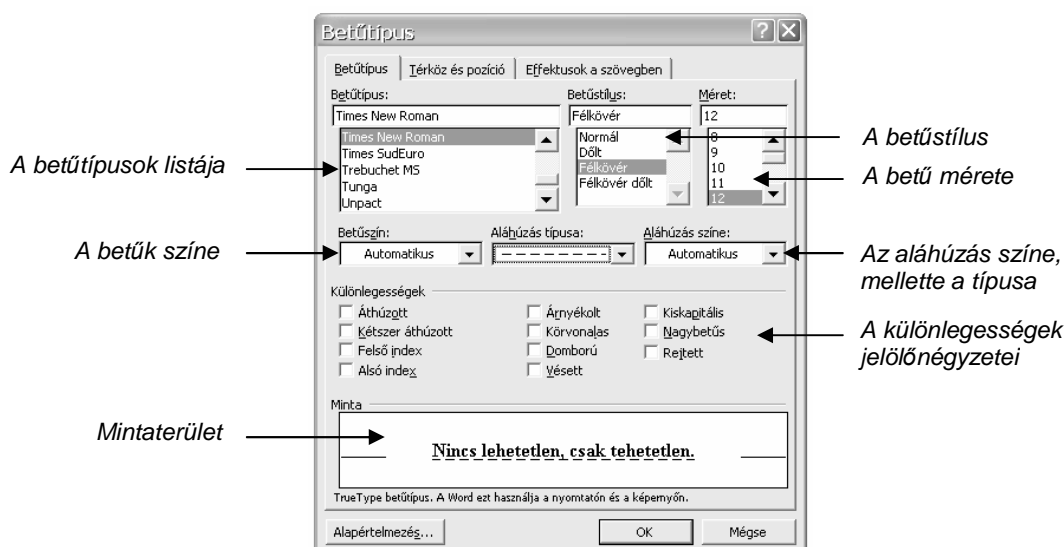 Betűtípus
Betűtípus Térköz és pozíció Effektusok a szövegben
Betűtípus: Betűstílus: Méret:
Times New Roman Félkövér 12
Times New Roman Normál 8
Times SudEuro Dőlt 9
Trebuchet MS Félkövér 10
Tunga Félkövér dőlt 11
Unpact 12
A betűtípusok listája
A betűstílus
A betű mérete
Betűszín: Aláhúzás típusa: Aláhúzás színe:
Automatikus Automatikus
A betűk színe
Az aláhúzás színe,
mellette a típusa
Különlegességek
Áthúzott Árnyékolt Kiskapitális
Kétszer áthúzott Körvonalas Nagybetűs
Felső index Domború Rejtett
Alsó index Vésett
A különlegességek
jelölőnégyzetei
Minta
Mintaterület
Nincs lehetetlen, csak tehetetlen.
TrueType betűtípus. A Word ezt használja a nyomtatón és a képernyőn.
Alapértelmezés... OK Mégse